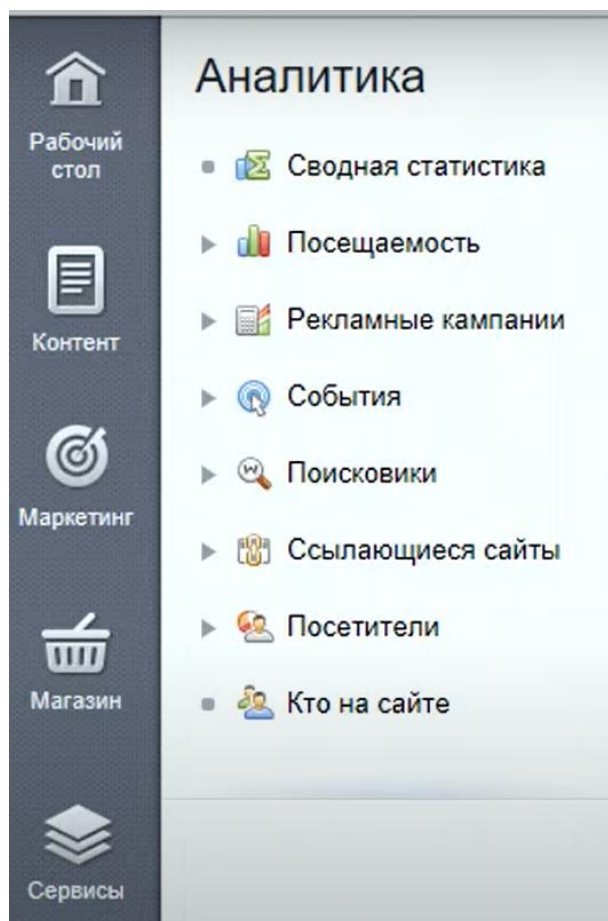 Рабочий
стол
Контент
Маркетинг
Магазин
Сервисы
Аналитика
Сводная статистика
Посещаемость
Рекламные кампании
События
Поисковики
Ссылающиеся сайты
Посетители
Кто на сайте